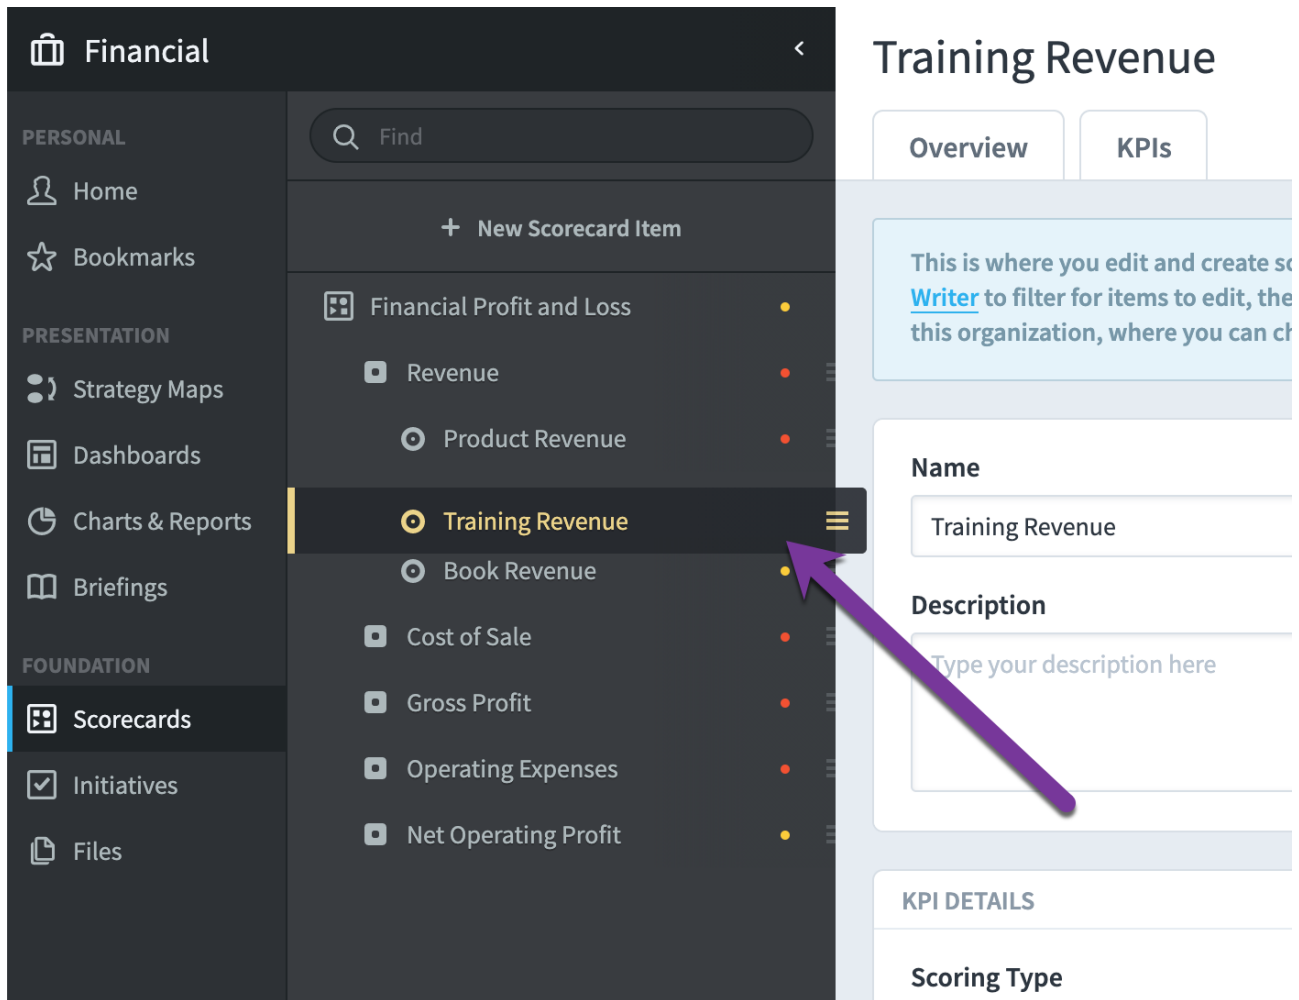 Financial
PERSONAL
Home
Bookmarks
PRESENTATION
Strategy Maps
Dashboards
Charts & Reports
Briefings
FOUNDATION
Scorecards
Initiatives
Files
Find
+ New Scorecard Item
Financial Profit and Loss
Revenue
Product Revenue
Training Revenue
Book Revenue
Cost of Sale
Gross Profit
Operating Expenses
Net Operating Profit
Training Revenue
Overview
KPIs
This is where you edit and create
Writer to filter for items to edit, the
this organization, where you can
Name
Training Revenue
Description
Type your description here
KPI DETAILS
Scoring Type